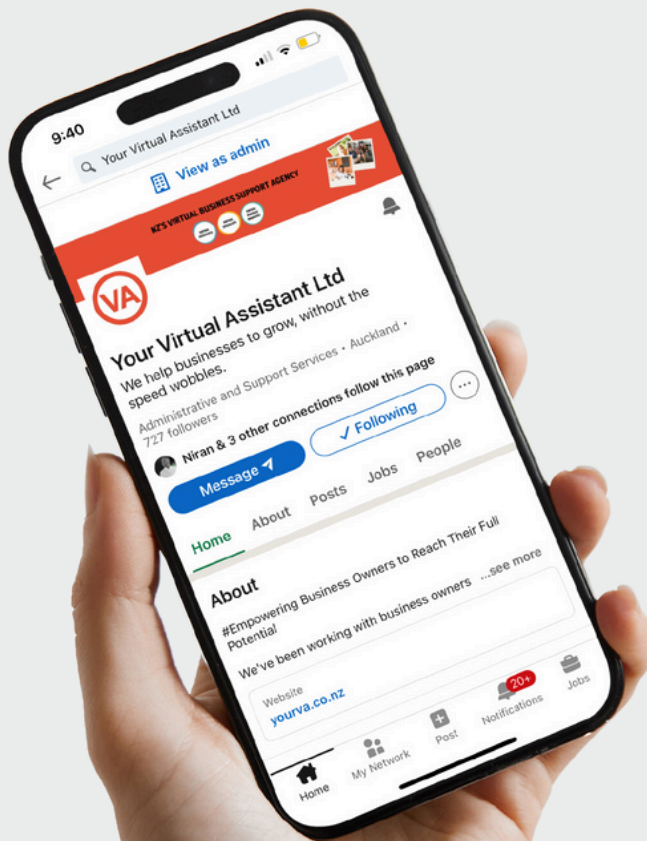 9:40
Your Virtual Assistant Ltd
View as admin
NZ'S VIRTUAL BUSINESS SUPPORT AGENCY
VA
Your Virtual Assistant Ltd
We help businesses to grow, without the
speed wobbles.
Administrative and Support Services • Auckland •
727 followers
Niran & 3 other connections follow this page
Message
Following
Home
About
Posts
Jobs
People
About
#Empowering Business Owners to Reach Their Full
Potential
We've been working with business owners ...see more
Website
yourva.co.nz
Home
My Network
Post
20+
Notifications
Jobs